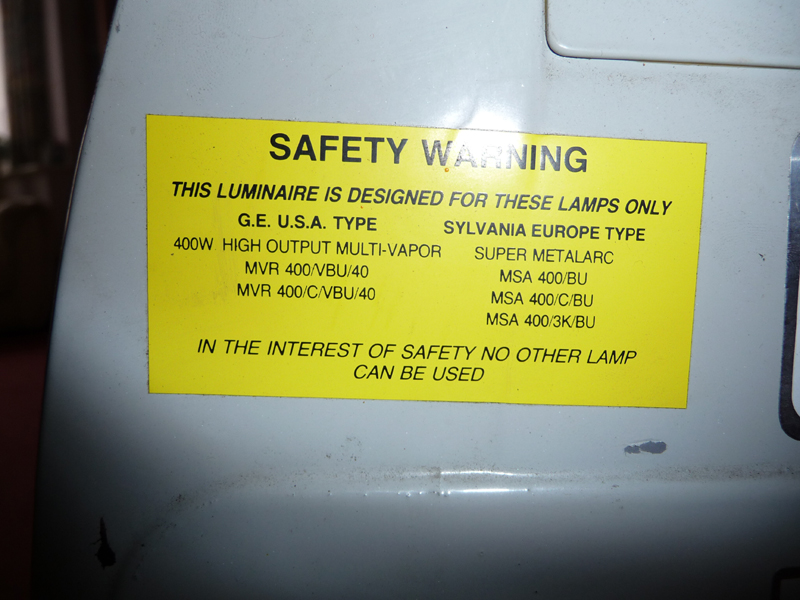 SAFETY WARNING
THIS LUMINAIRE IS DESIGNED FOR THESE LAMPS ONLY
G.E. U.S.A. TYPE
400W HIGH OUTPUT MULTI-VAPOR
MVR 400/VBU/40
MVR 400/C/VBU/40
SYLVANIA EUROPE TYPE
SUPER METALARC
MSA 400/BU
MSA 400/C/BU
MSA 400/3K/BU
IN THE INTEREST OF SAFETY NO OTHER LAMP
CAN BE USED